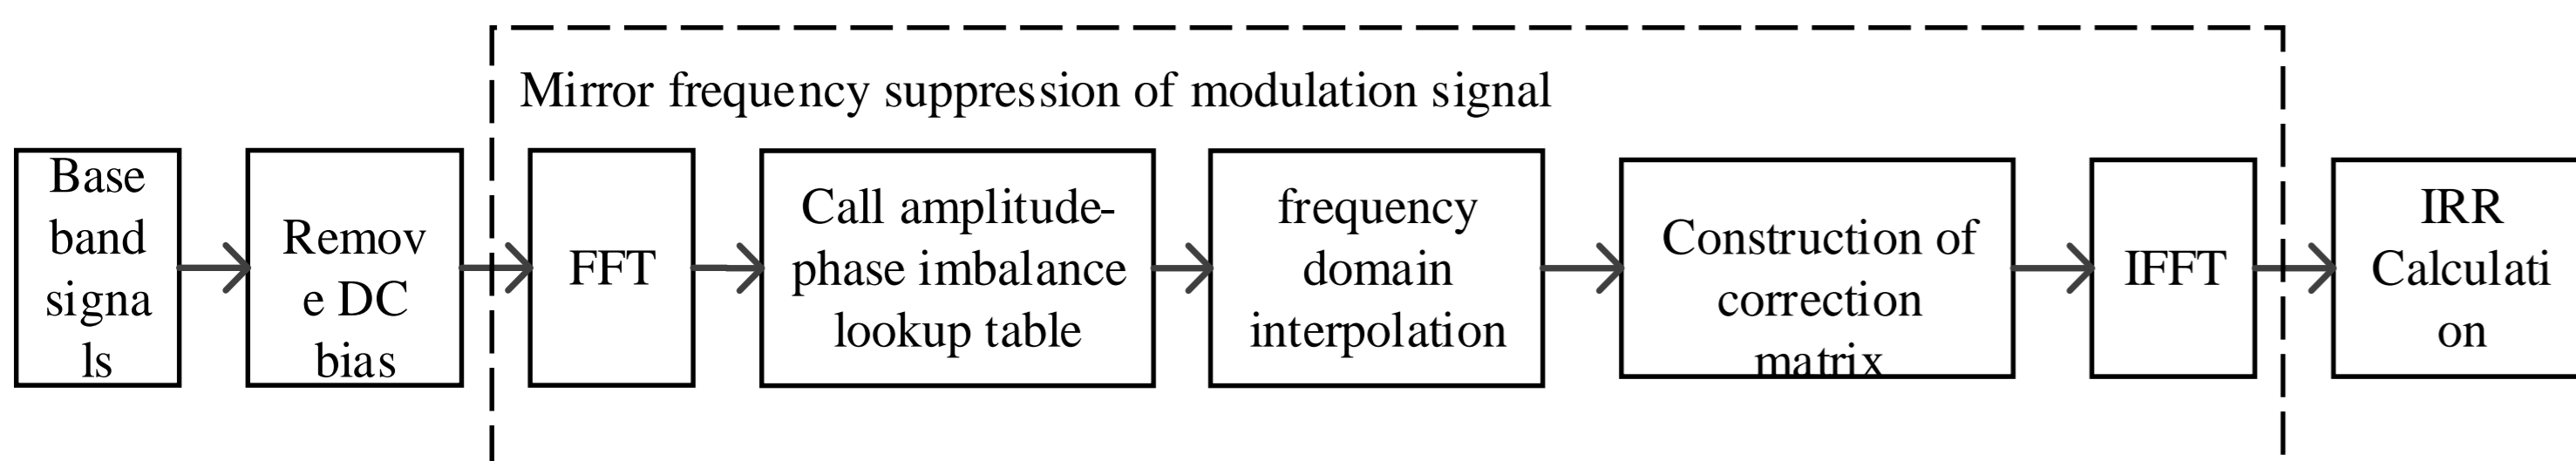 Mirror frequency suppression of modulation signal
Base
band
signa
ls
Remov
e DC
bias
FFT
Call amplitude-
phase imbalance
lookup table
frequency
domain
interpolation
Construction of
correction
matrix
IFFT
IRR
Calculati
on